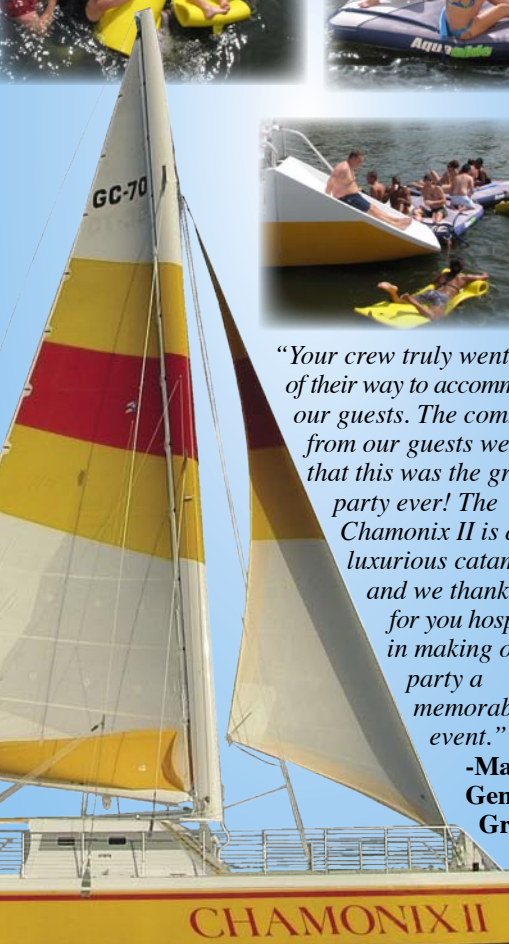 Aquaglide
GC-70
“Your crew truly went
of their way to accomm
our guests. The com
from our guests we
that this was the gr
party ever! The
Chamonix II is a
luxurious catam
and we thank
for you hosp
in making o
party a
memorab
event.”
-Ma
Gen
Gr
CHAMONIX II